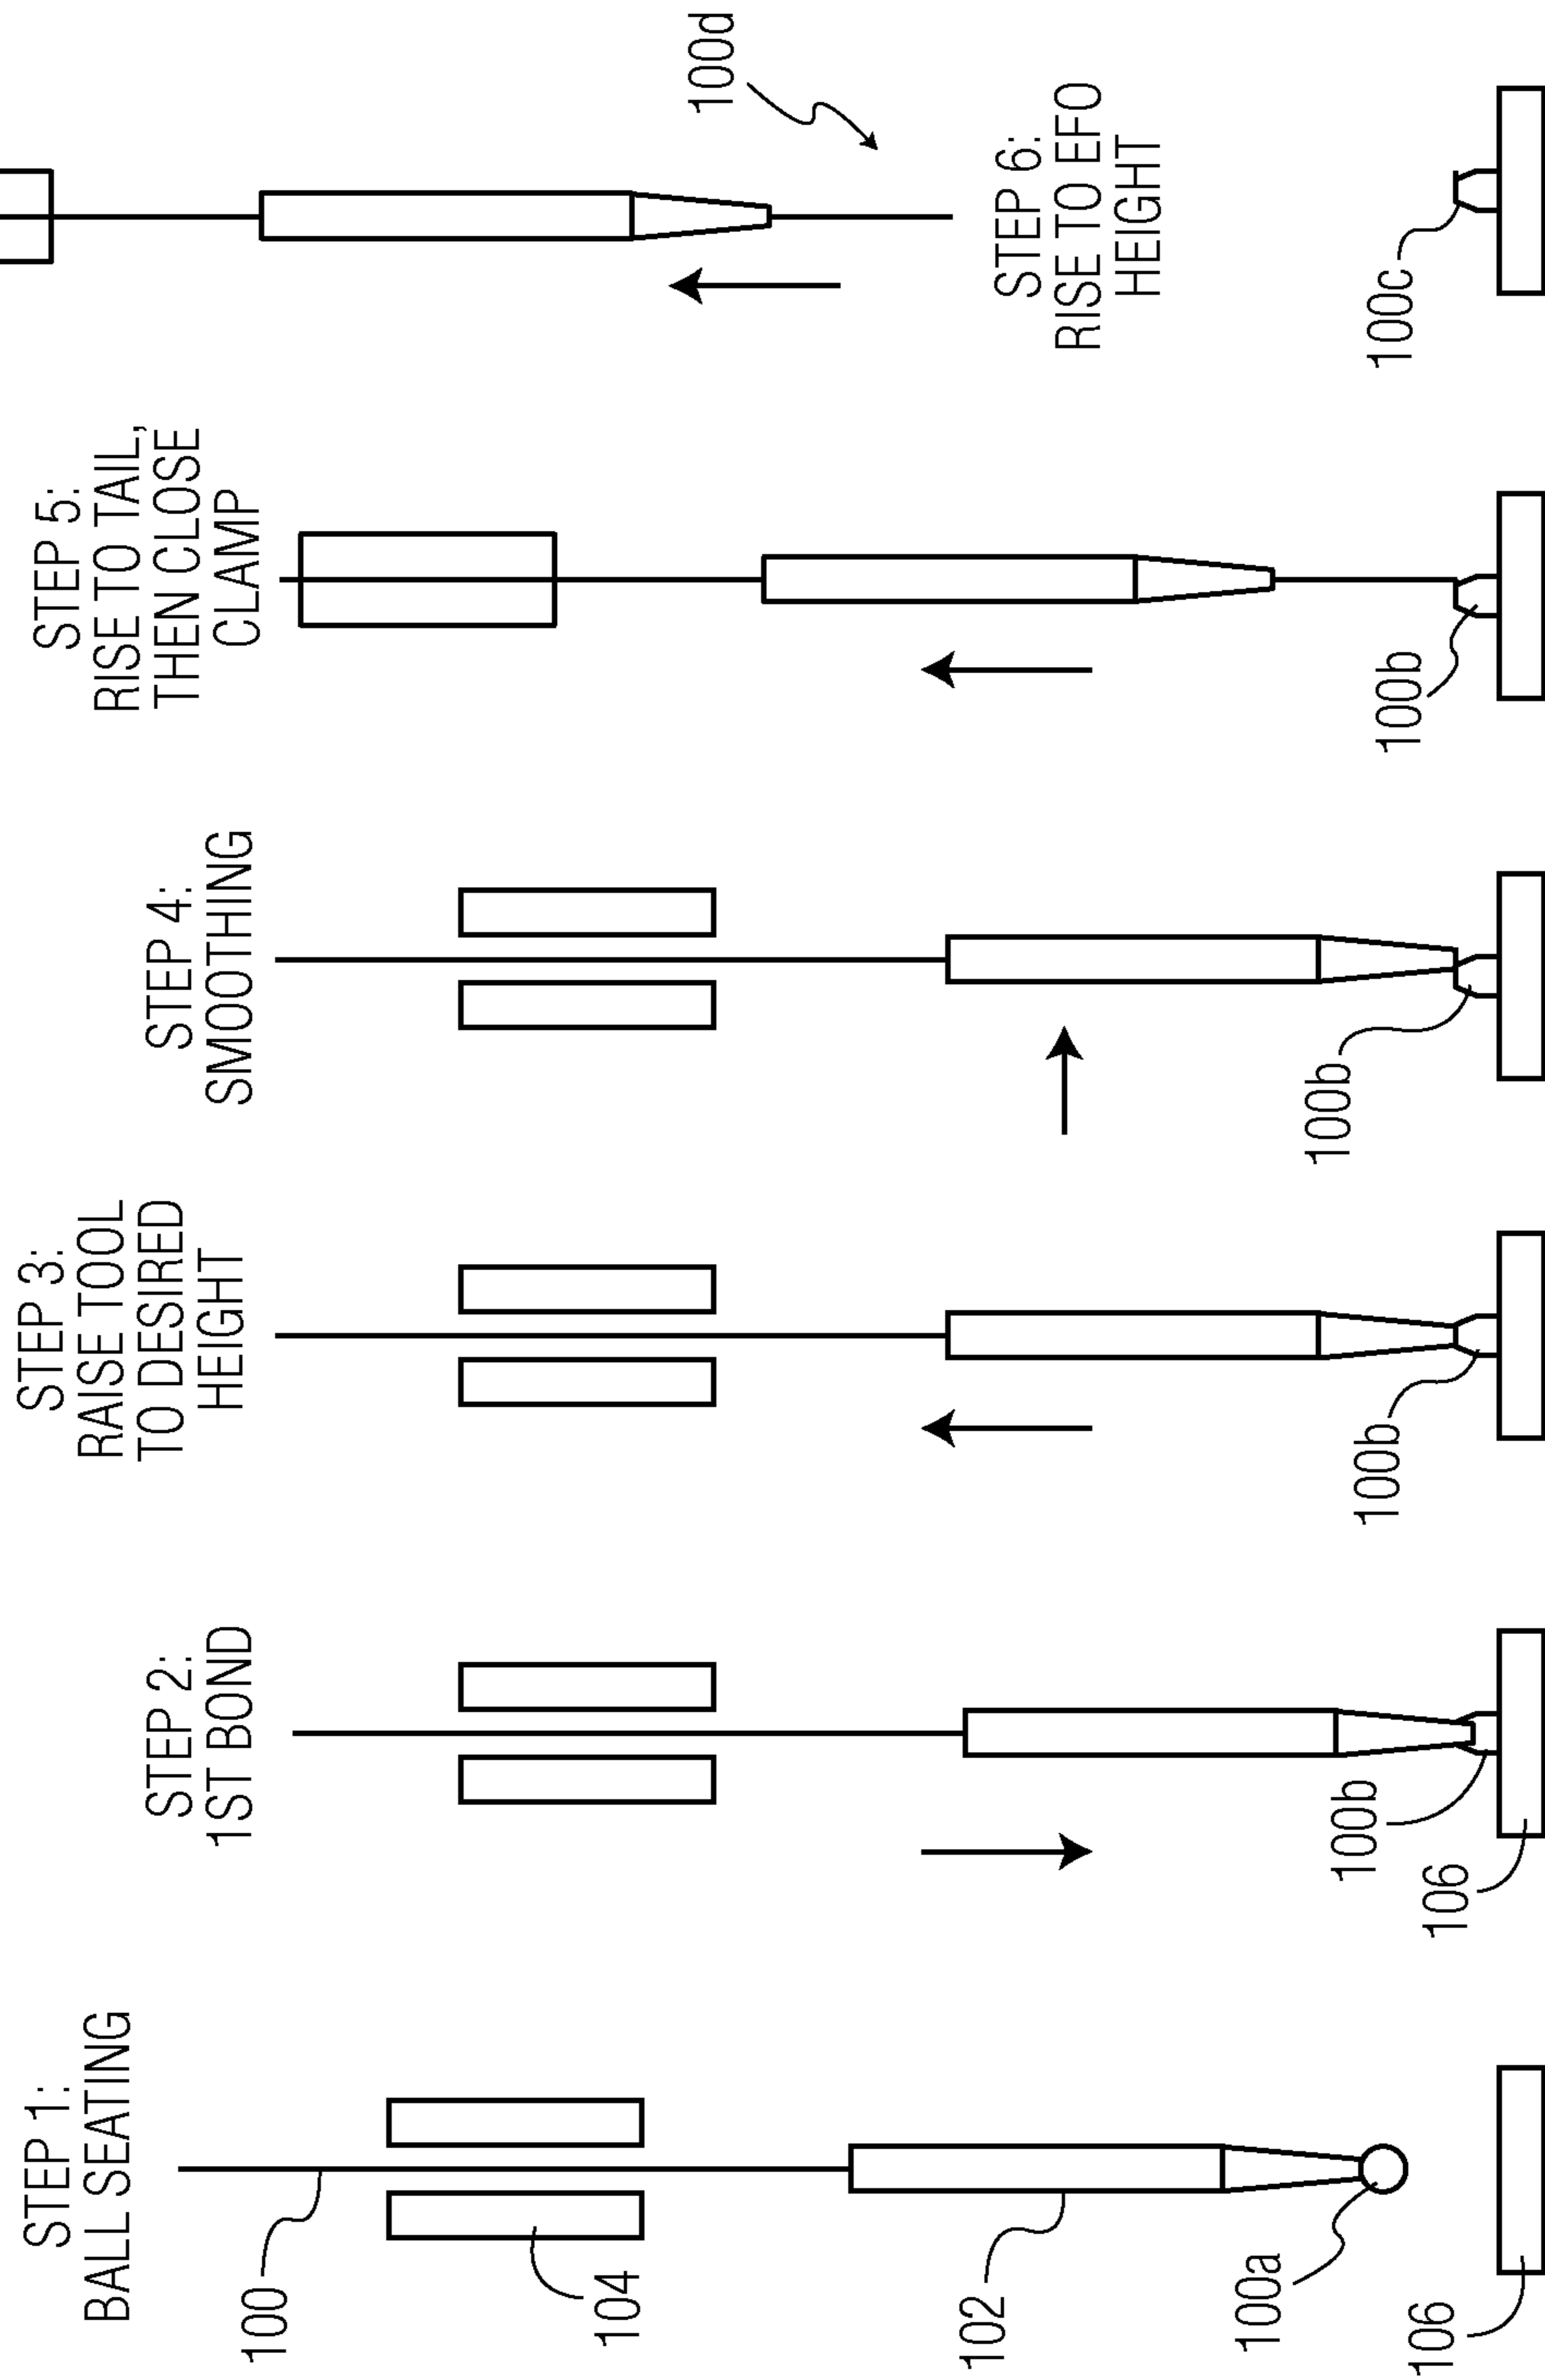 STEP 1:
BALL SEATING
100
104
102
100a
106
STEP 2:
1ST BOND
100b
106
STEP 3:
RAISE TOOL
TO DESIRED
HEIGHT
100b
STEP 4:
SMOOTHING
100b
STEP 5:
RISE TO TAIL,
THEN CLOSE
CLAMP
100b
100d
STEP 6:
RISE TO EFO
HEIGHT
100c